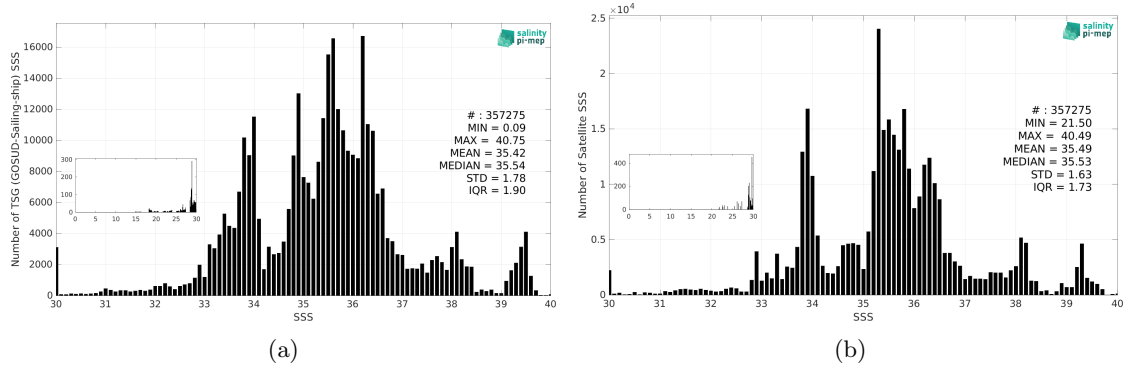 salinity
pi-mep
Number of TSG (GOSUD-Sailing-ship) SSS
16000
14000
12000
10000
8000
6000
4000
2000
0
# : 357275
MIN = 0.09
MAX = 40.75
MEAN = 35.42
MEDIAN = 35.54
STD = 1.78
IQR = 1.90
300
200
100
0
0 5 10 15 20 25 30
30 31 32 33 34 35 36 37 38 39 40
SSS
(a)
×10⁴
salinity
pi-mep
Number of Satellite SSS
2.5
2
1.5
1
0.5
0
# : 357275
MIN = 21.50
MAX = 40.49
MEAN = 35.49
MEDIAN = 35.53
STD = 1.63
IQR = 1.73
400
200
0
0 5 10 15 20 25 30
30 31 32 33 34 35 36 37 38 39 40
SSS
(b)